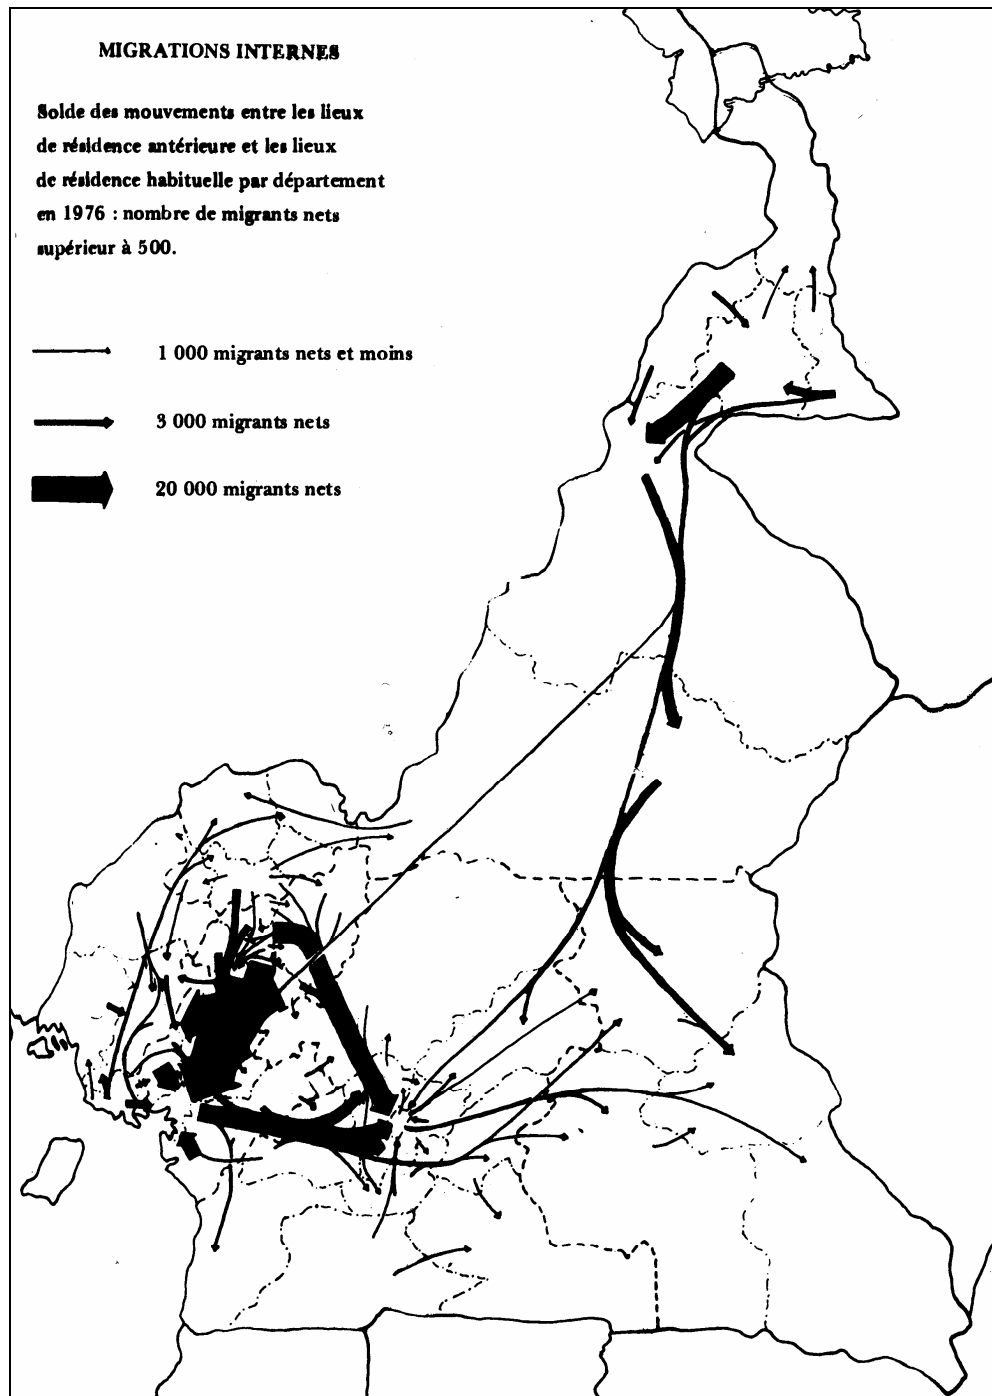 MIGRATIONS INTERNES
Solde des mouvements entre les lieux
de résidence antérieure et les lieux
de résidence habituelle par département
en 1976 : nombre de migrants nets
supérieur à 500.
1 000 migrants nets et moins
3 000 migrants nets
20 000 migrants nets